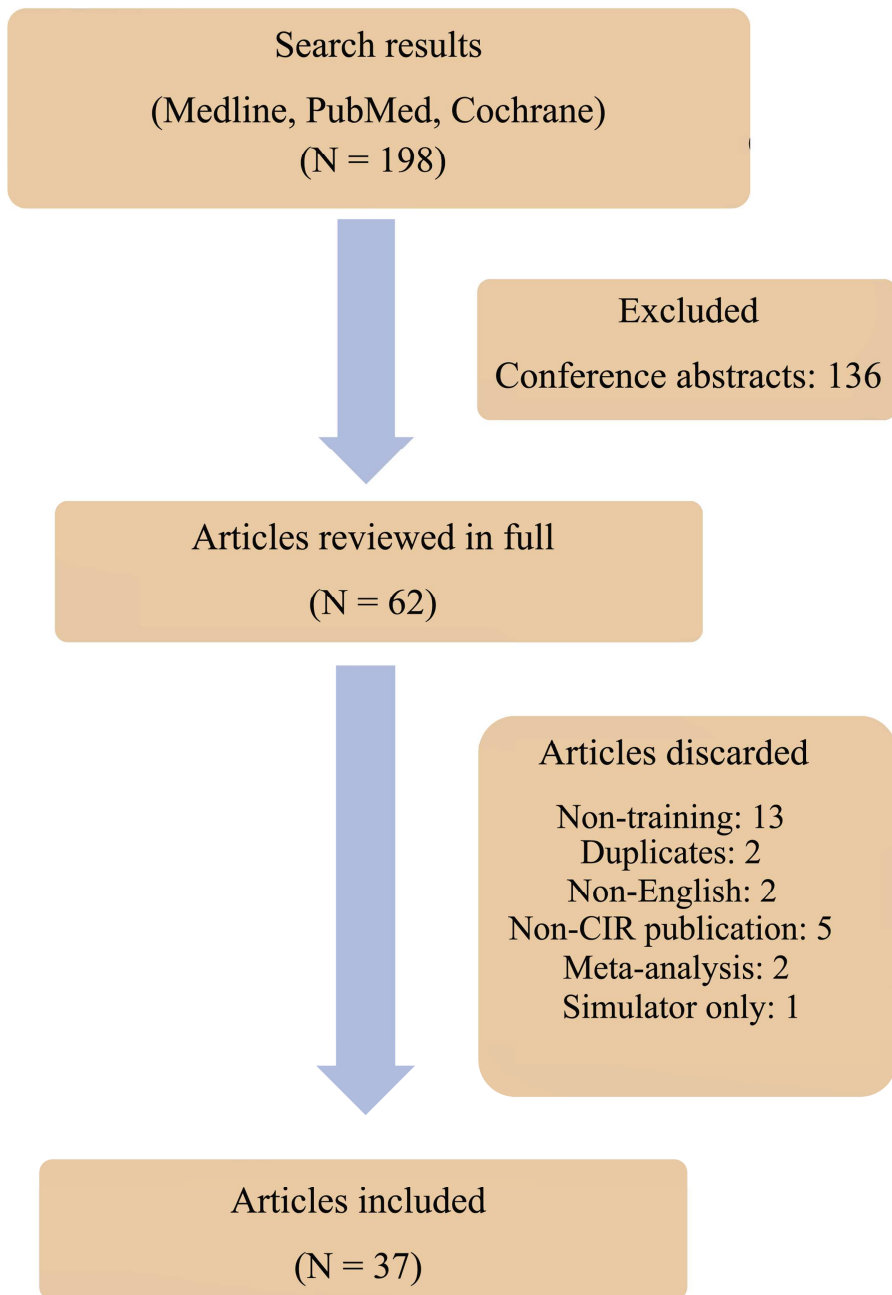 Search results
(Medline, PubMed, Cochrane)
(N = 198)
Excluded
Conference abstracts: 136
Articles reviewed in full
(N = 62)
Articles discarded
Non-training: 13
Duplicates: 2
Non-English: 2
Non-CIR publication: 5
Meta-analysis: 2
Simulator only: 1
Articles included
(N = 37)